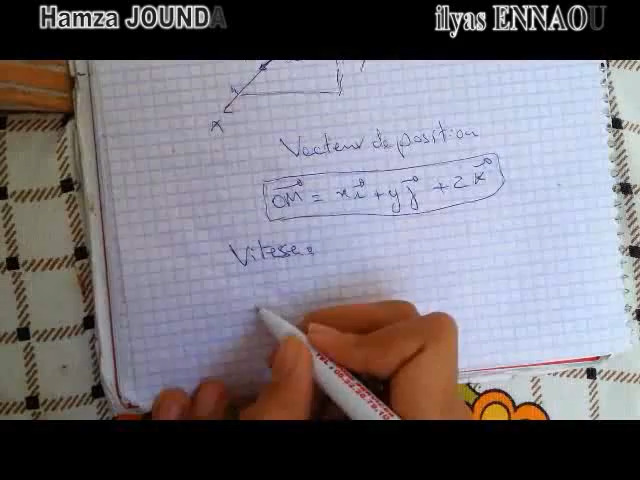 Hamza JOUNDA
ilyas ENNAOU
x
Vecteur de position
OM = xi + yj + zk
Vitesse :